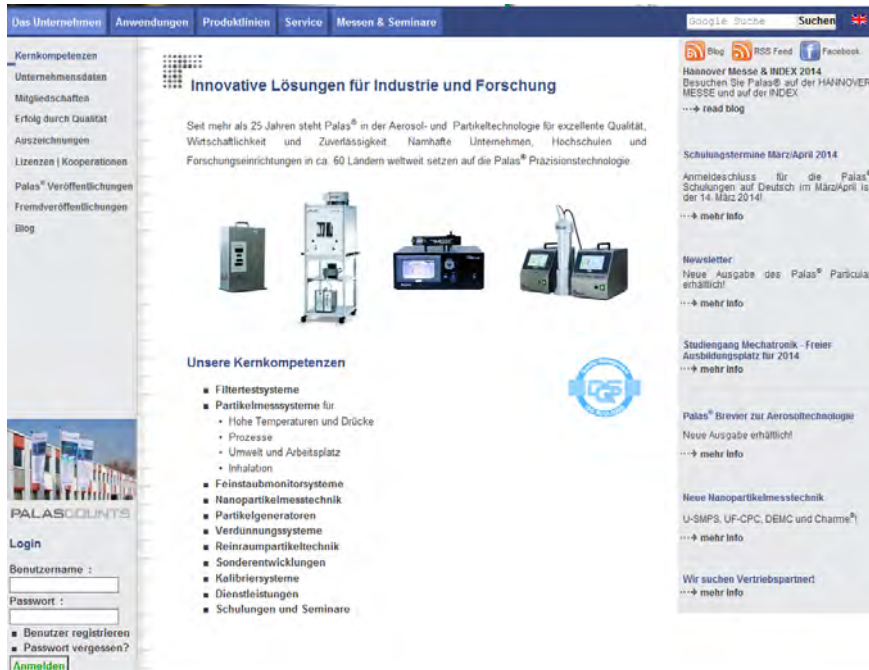 Das Unternehmen Anwendungen Produktlinien Service Messen & Seminare
Google Suche Suchen
Kernkompetenzen
Unternehmensdaten
Mitgliedschaften
Erfolg durch Qualität
Auszeichnungen
Lizenzen | Kooperationen
Palas® Veröffentlichungen
Fremdveröffentlichungen
Blog
PALASCOUNTS
Login
Benutzername :
Passwort :
Benutzer registrieren
Passwort vergessen?
Anmelden
Innovative Lösungen für Industrie und Forschung
Seit mehr als 25 Jahren steht Palas® in der Aerosol- und Partikeltechnologie für exzellente Qualität,
Wirtschaftlichkeit und Zuverlässigkeit. Namhafte Unternehmen, Hochschulen und
Forschungseinrichtungen in ca. 60 Ländern weltweit setzen auf die Palas® Präzisionstechnologie.
Unsere Kernkompetenzen
Filtertestsysteme
Partikelmesssysteme für
Hohe Temperaturen und Drücke
Prozesse
Umwelt und Arbeitsplatz
Inhalation
Feinstaubmonitorsysteme
Nanopartikelmesstechnik
Partikelgeneratoren
Verdünnungssysteme
Reinraumpartikeltechnik
Sonderentwicklungen
Kalibriersysteme
Dienstleistungen
Schulungen und Seminare
Blog RSS Feed Facebook
Hannover Messe & INDEX 2014
Besuchen Sie Palas® auf der HANNOVER
MESSE und auf der INDEX
read blog
Schulungstermine März/April 2014
Anmeldeschluss für die Palas®
Schulungen auf Deutsch im März/April is
der 14. März 2014!
mehr Info
Newsletter
Neue Ausgabe des Palas® Particula
erhältlich!
mehr Info
Studiengang Mechatronik - Freier
Ausbildungsplatz für 2014
mehr Info
Palas® Brevier zur Aerosoltechnologie
Neue Ausgabe erhältlich!
mehr Info
Neue Nanopartikelmesstechnik
U-SMPS, UF-CPC, DEMC und Charme®!
mehr Info
Wir suchen Vertriebspartner!
mehr Info